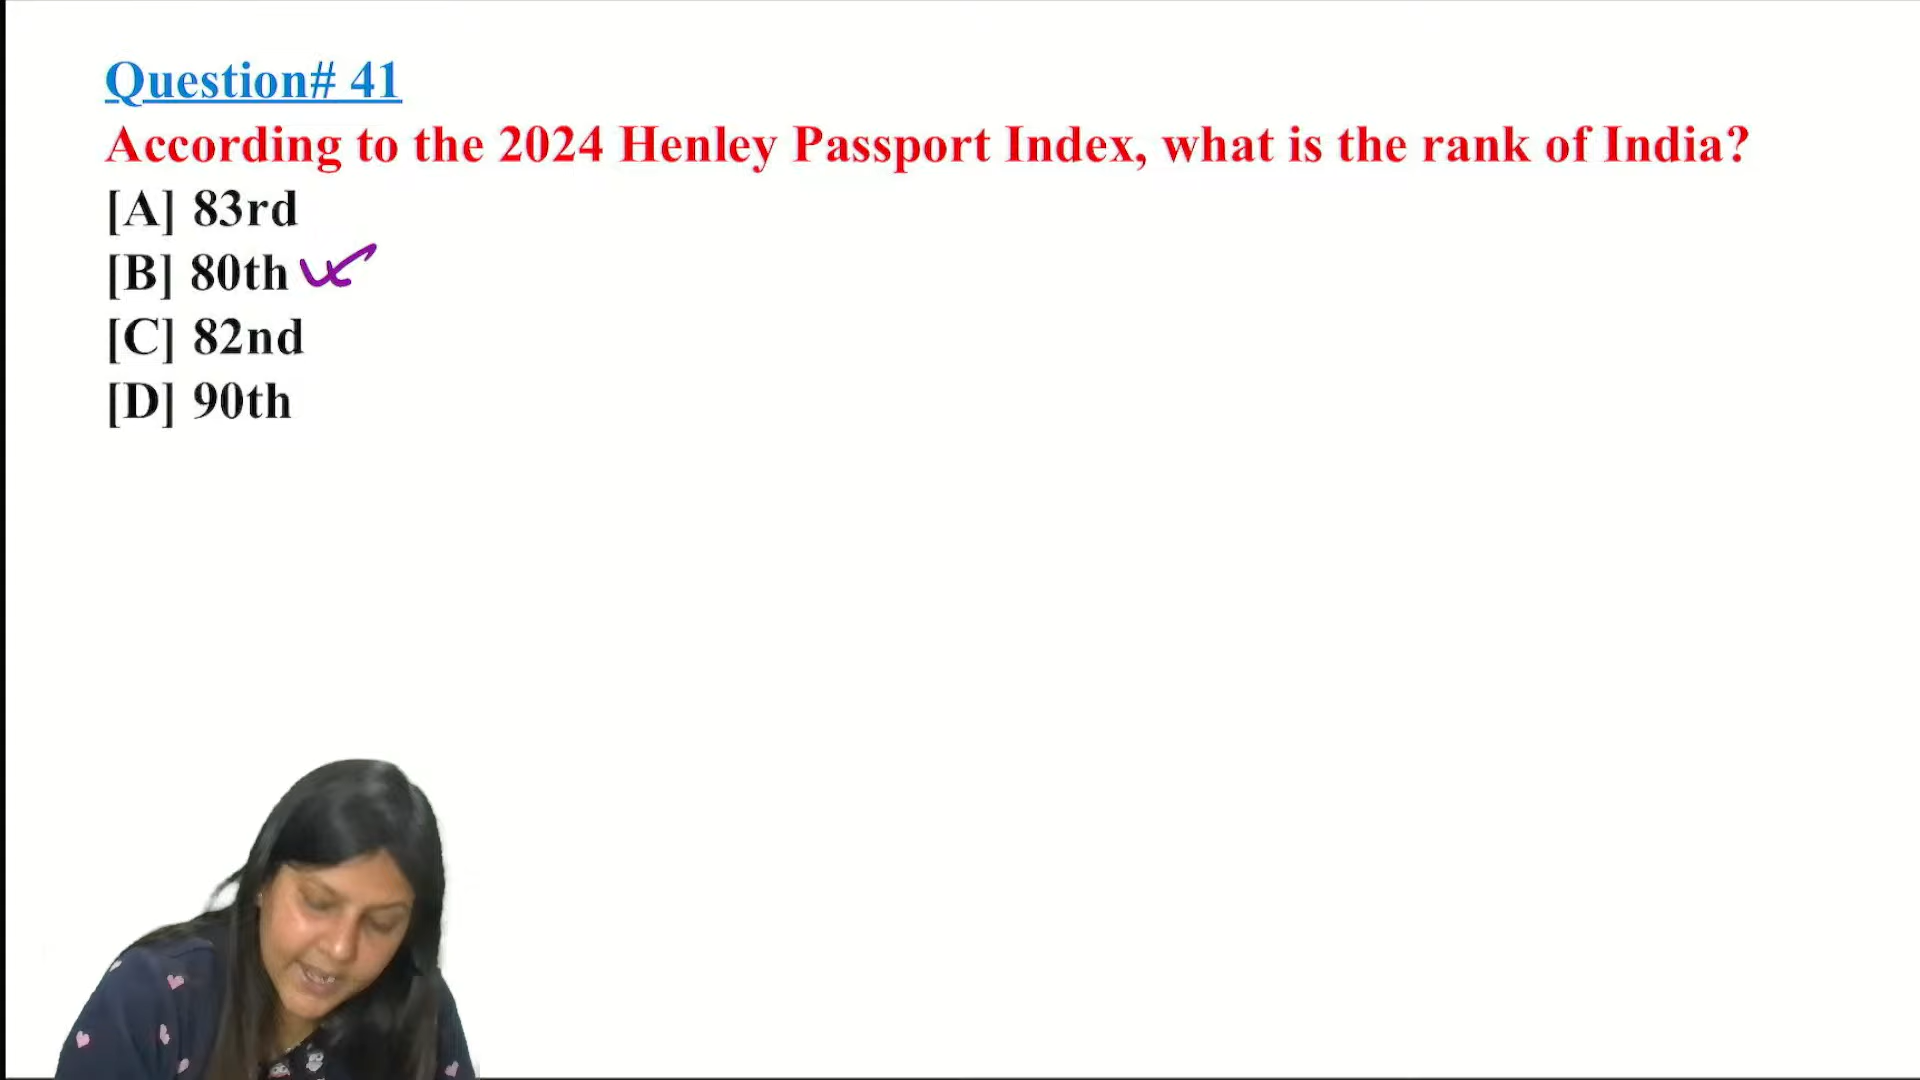 Question# 41
According to the 2024 Henley Passport Index, what is the rank of India?
[A] 83rd
[B] 80th
[C] 82nd
[D] 90th